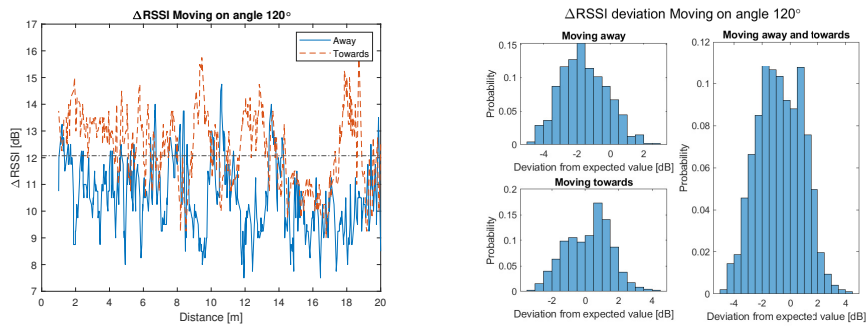 ΔRSSI Moving on angle 120°
17
16
15
14
13
12
11
10
9
8
7
Δ RSSI [dB]
0 2 4 6 8 10 12 14 16 18 20
Distance [m]
Away
Towards
ΔRSSI deviation Moving on angle 120°
Moving away
0.15
0.1
0.05
0
Probability
-4 -2 0 2
Deviation from expected value [dB]
Moving towards
0.2
0.15
0.1
0.05
0
Probability
-2 0 2 4
Deviation from expected value [dB]
Moving away and towards
0.12
0.1
0.08
0.06
0.04
0.02
0
Probability
-4 -2 0 2 4
Deviation from expected value [dB]